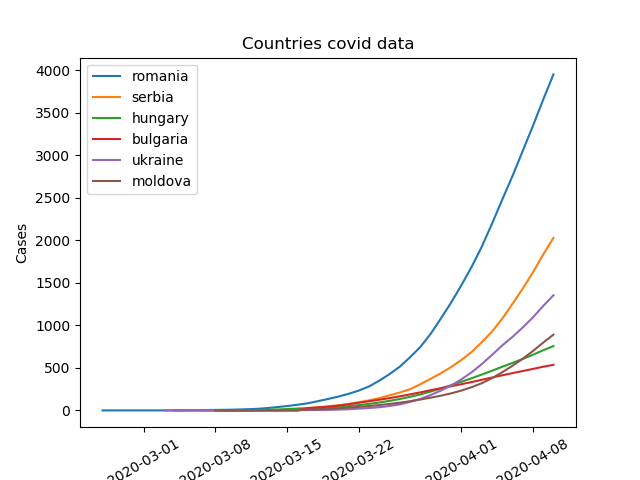 Countries covid data
Cases
4000
3500
3000
2500
2000
1500
1000
500
0
romania
serbia
hungary
bulgaria
ukraine
moldova
2020-03-01
2020-03-08
2020-03-15
2020-03-22
2020-04-01
2020-04-08